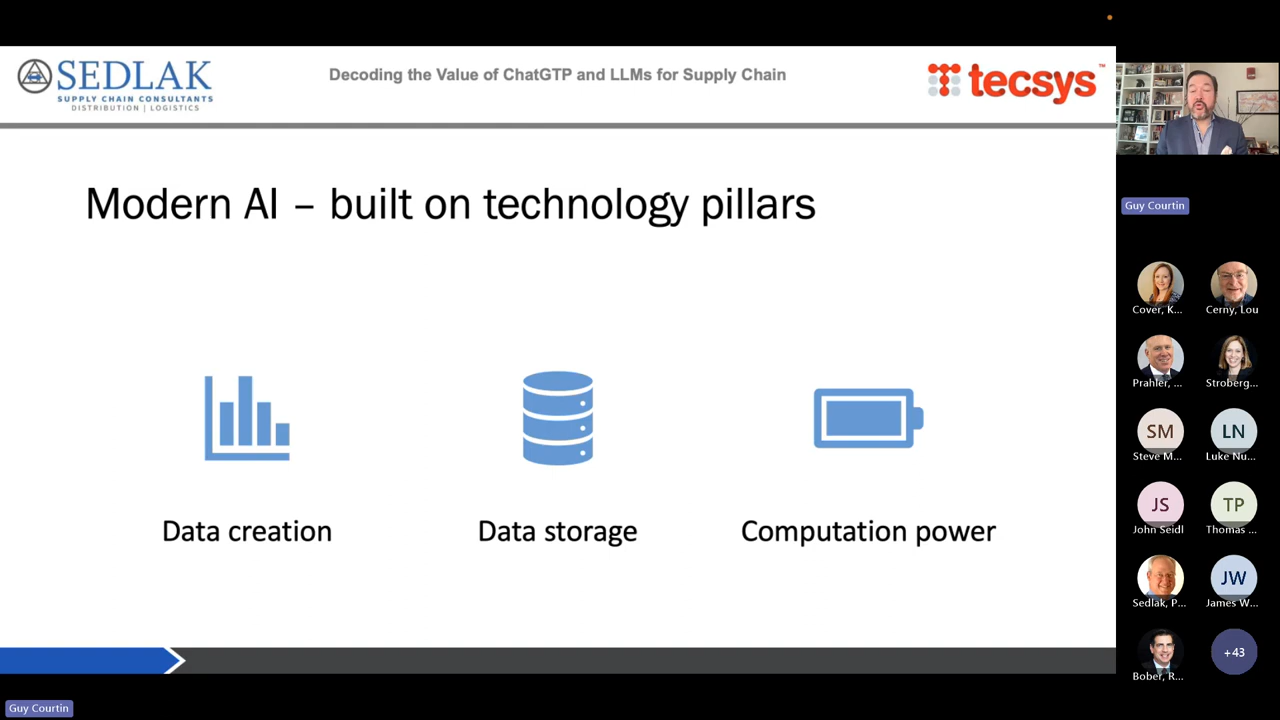 SEDLAK
SUPPLY CHAIN CONSULTANTS
DISTRIBUTION | LOGISTICS
Decoding the Value of ChatGTP and LLMs for Supply Chain
tecsys™
Modern AI – built on technology pillars
Data creation
Data storage
Computation power
Guy Courtin
Cover, K...
Cerny, Lou
Prahler, ...
Stroberg...
SM
Steve M...
LN
Luke Nu...
JS
John Seidl
TP
Thomas ...
Sedlak, P...
JW
James W...
Bober, R...
+43
Guy Courtin